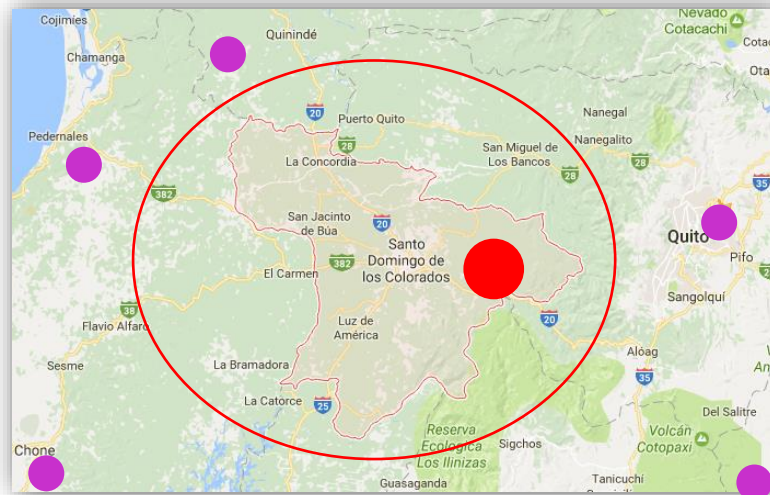 Cojimíes
Quinindé
Nevado
Cotacachi
Chamanga
Cota
Ota
20
Puerto Quito
Nanegal
Pedernales
Nanegalito
28
San Miguel de
Los Bancos
28
La Concordia
28
35
382
San Jacinto
de Búa
20
Quito
Santo
Domingo de
los Colorados
382
Pifo
El Carmen
Sangolquí
38
20
Flavio Alfaro
Luz de
América
Alóag
Sesme
La Bramadora
35
La Catorce
25
Del Salitre
Reserva
Ecologica
Los Ilinizas
Volcán
Cotopaxi
Chone
Sigchos
Guasaganda
Tanicuchí